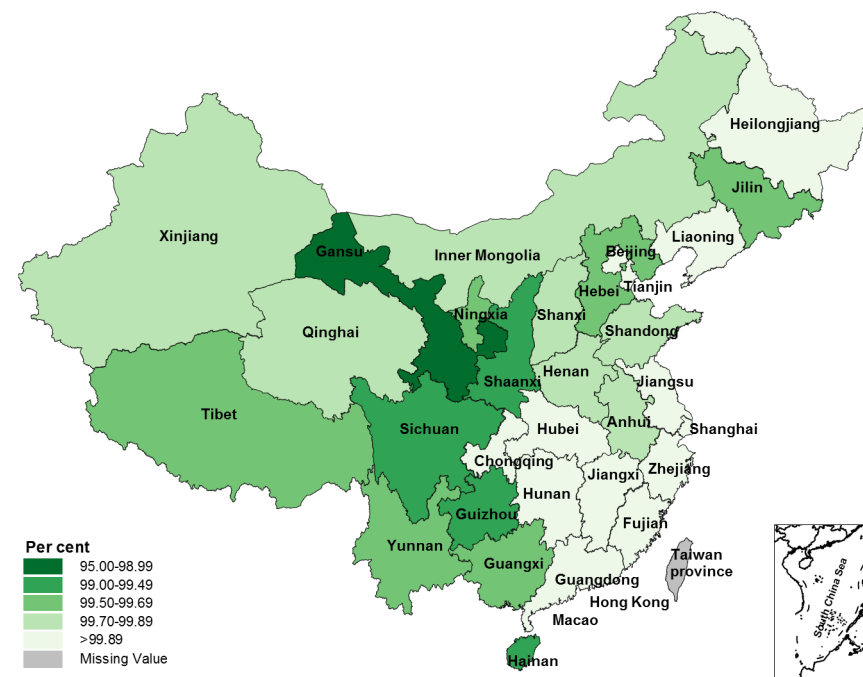 Heilongjiang
Jilin
Liaoning
Xinjiang
Gansu
Inner Mongolia
Beijing
Tianjin
Hebei
Ningxia
Shanxi
Qinghai
Shandong
Henan
Shaanxi
Jiangsu
Tibet
Sichuan
Hubei
Anhui
Shanghai
Chongqing
Jiangxi
Zhejiang
Hunan
Guizhou
Fujian
Yunnan
Guangxi
Taiwan
province
Guangdong
Hong Kong
Macao
Hainan
South China Sea
Per cent
95.00-98.99
99.00-99.49
99.50-99.69
99.70-99.89
>99.89
Missing Value